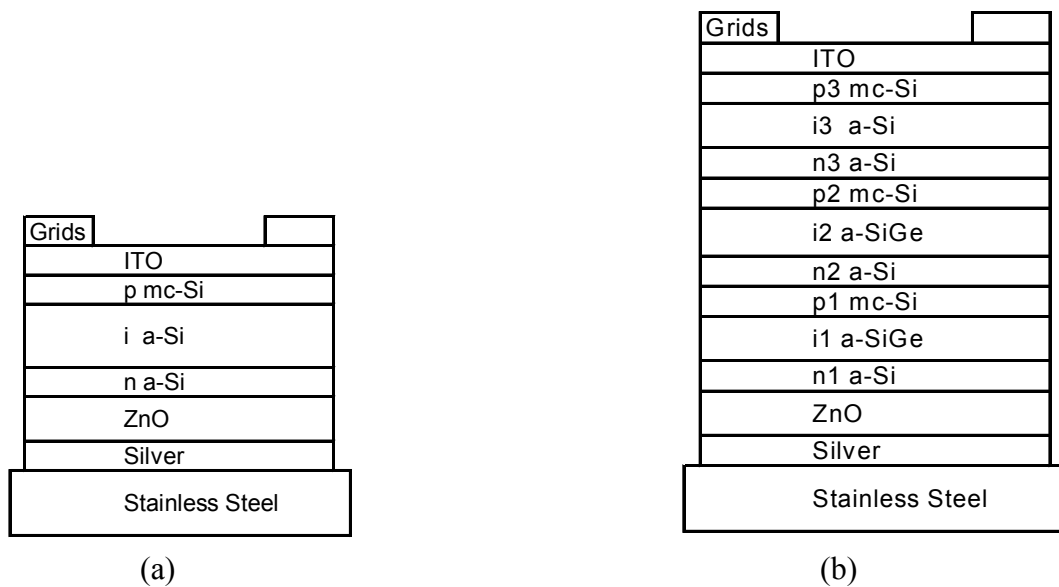 Grids
ITO
p mc-Si
i a-Si
n a-Si
ZnO
Silver
Stainless Steel
(a)
Grids
ITO
p3 mc-Si
i3 a-Si
n3 a-Si
p2 mc-Si
i2 a-SiGe
n2 a-Si
p1 mc-Si
i1 a-SiGe
n1 a-Si
ZnO
Silver
Stainless Steel
(b)